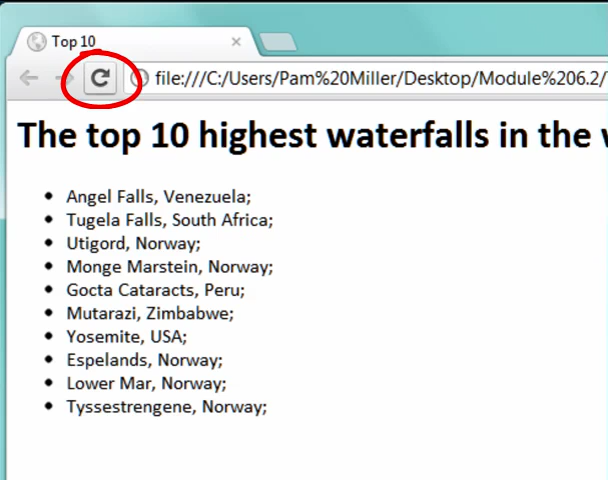 Top 10
file:///C:/Users/Pam%20Miller/Desktop/Module%206.2/
The top 10 highest waterfalls in the
Angel Falls, Venezuela;
Tugela Falls, South Africa;
Utigord, Norway;
Monge Marstein, Norway;
Gocta Cataracts, Peru;
Mutarazi, Zimbabwe;
Yosemite, USA;
Espelands, Norway;
Lower Mar, Norway;
Tyssestrengene, Norway;